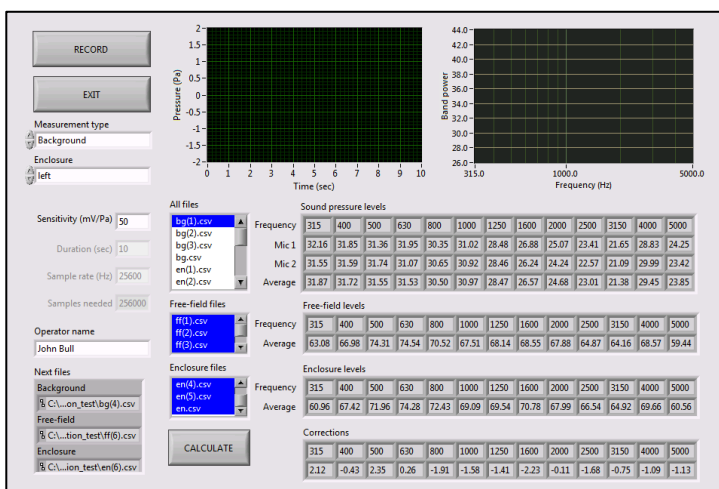 RECORD
EXIT
Measurement type
Background
Enclosure
left
Sensitivity (mV/Pa) 50
Duration (sec) 10
Sample rate (Hz) 25600
Samples needed 256000
Operator name
John Bull
Next files
Background
C:\...on_test\bg(4).csv
Free-field
C:\...tion_test\ff(6).csv
Enclosure
C:\...ion_test\en(6).csv
Pressure (Pa)
2-
1.5-
1-
0.5-
0-
-0.5-
-1-
-1.5-
-2-
0 1 2 3 4 5 6 7 8 9 10
Time (sec)
Band power
44.0-
42.0-
40.0-
38.0-
36.0-
34.0-
32.0-
30.0-
28.0-
26.0-
315.0 1000.0 5000.0
Frequency (Hz)
All files
bg(1).csv
bg(2).csv
bg(3).csv
bg.csv
en(1).csv
en(2).csv
Free-field files
ff(1).csv
ff(2).csv
ff(3).csv
Enclosure files
en(4).csv
en(5).csv
en.csv
CALCULATE
Sound pressure levels
Frequency 315 400 500 630 800 1000 1250 1600 2000 2500 3150 4000 5000
Mic 1 32.16 31.85 31.36 31.95 30.35 31.02 28.48 26.88 25.07 23.41 21.65 28.83 24.25
Mic 2 31.55 31.59 31.74 31.07 30.65 30.92 28.46 26.24 24.24 22.57 21.09 29.99 23.42
Average 31.87 31.72 31.55 31.53 30.50 30.97 28.47 26.57 24.68 23.01 21.38 29.45 23.85
Free-field levels
Frequency 315 400 500 630 800 1000 1250 1600 2000 2500 3150 4000 5000
Average 63.08 66.98 74.31 74.54 70.52 67.51 68.14 68.55 67.88 64.87 64.16 68.57 59.44
Enclosure levels
Frequency 315 400 500 630 800 1000 1250 1600 2000 2500 3150 4000 5000
Average 60.96 67.42 71.96 74.28 72.43 69.09 69.54 70.78 67.99 66.54 64.92 69.66 60.56
Corrections
315 400 500 630 800 1000 1250 1600 2000 2500 3150 4000 5000
2.12 -0.43 2.35 0.26 -1.91 -1.58 -1.41 -2.23 -0.11 -1.68 -0.75 -1.09 -1.13